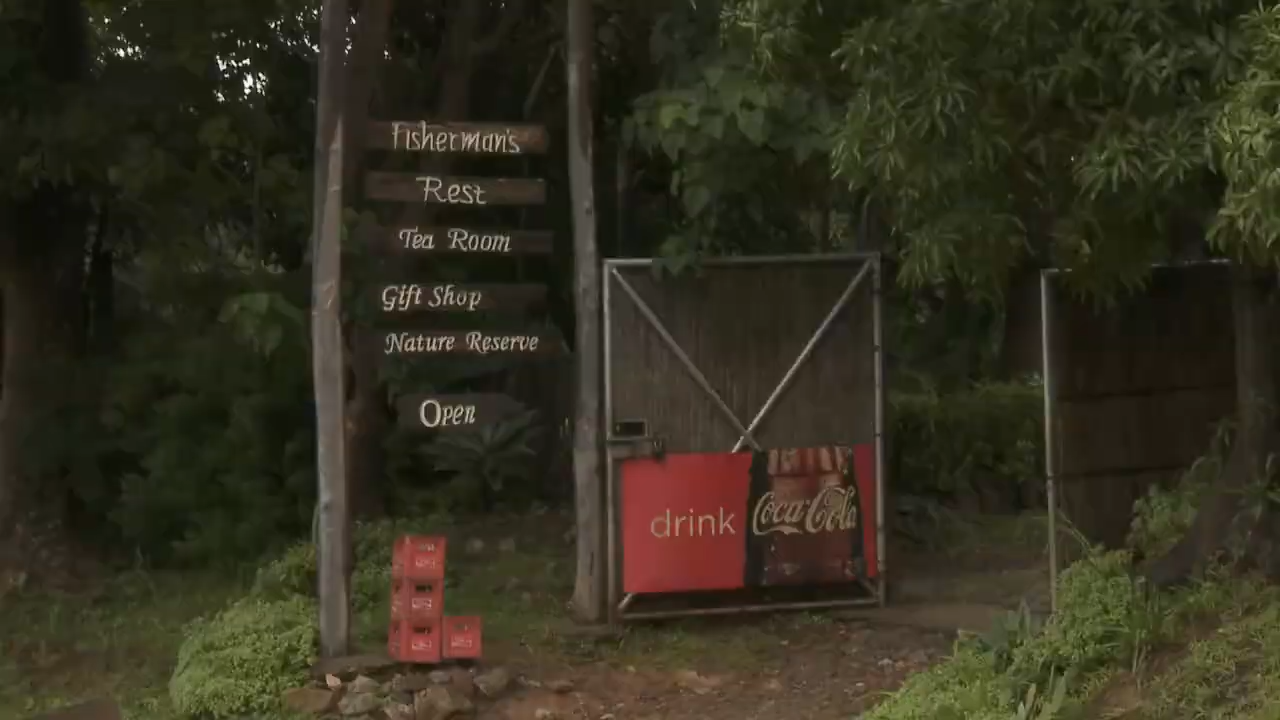 Fisherman's
Rest
Tea Room
Gift Shop
Nature Reserve
Open
drink
Coca-Cola